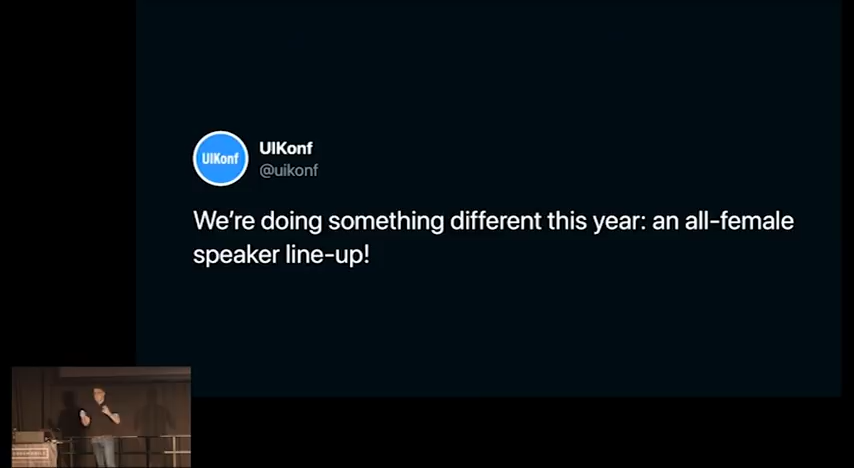 UIKonf
UIKonf
@uikonf
We're doing something different this year: an all-female
speaker line-up!